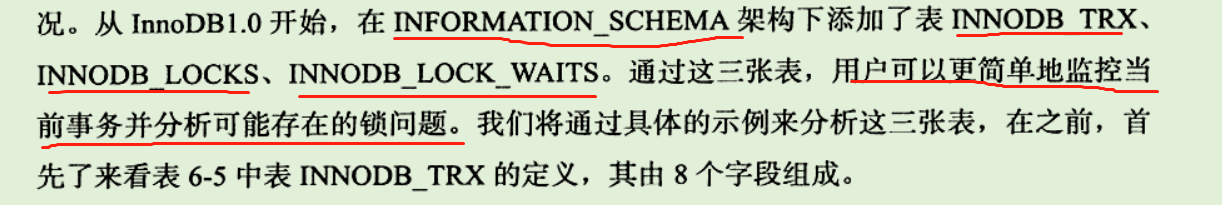 况。从 InnoDB1.0 开始，在 INFORMATION_SCHEMA 架构下添加了表 INNODB_TRX、
INNODB_LOCKS、INNODB_LOCK_WAITS。通过这三张表，用户可以更简单地监控当
前事务并分析可能存在的锁问题。我们将通过具体的示例来分析这三张表，在之前，首
先了来看表 6-5 中表 INNODB_TRX 的定义，其由 8 个字段组成。